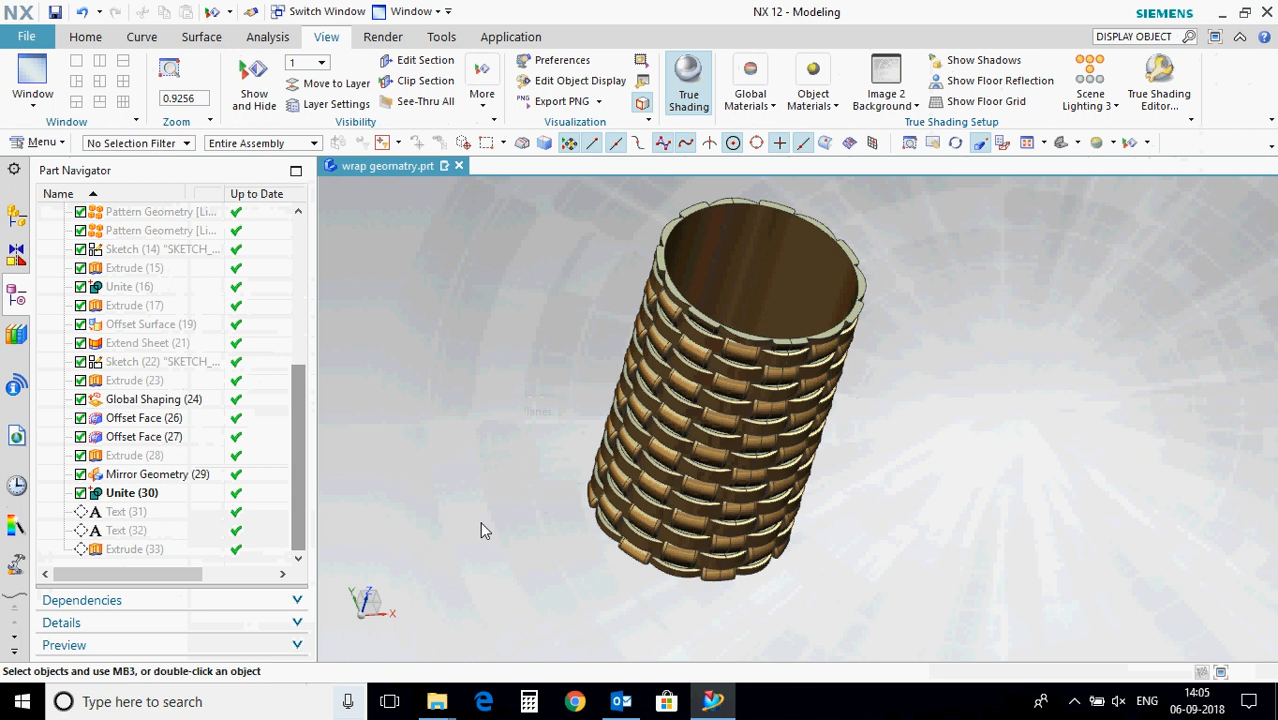 NX Switch Window Window NX 12 - Modeling SIEMENS
File Home Curve Surface Analysis View Render Tools Application DISPLAY OBJECT
Window
0.9256
Show and Hide
1
Move to Layer
Layer Settings
Edit Section
Clip Section
See-Thru All
More
Preferences
Edit Object Display
PNG Export PNG
True Shading
Global Materials
Object Materials
Image 2 Background
Show Shadows
Show Floor Reflection
Show Floor Grid
Scene Lighting 3
True Shading Editor...
Window Zoom Visibility Visualization True Shading Setup
Menu No Selection Filter Entire Assembly
Part Navigator
wrap geomatry.prt
Name Up to Date
Pattern Geometry [Li...
Pattern Geometry [Li...
Sketch (14) "SKETCH_...
Extrude (15)
Unite (16)
Extrude (17)
Offset Surface (19)
Extend Sheet (21)
Sketch (22) "SKETCH_...
Extrude (23)
Global Shaping (24)
Offset Face (26)
Offset Face (27)
Extrude (28)
Mirror Geometry (29)
Unite (30)
A Text (31)
A Text (32)
Extrude (33)
planes
Y Z X
Dependencies
Details
Preview
Select objects and use MB3, or double-click an object
Type here to search
ENG
14:05
06-09-2018